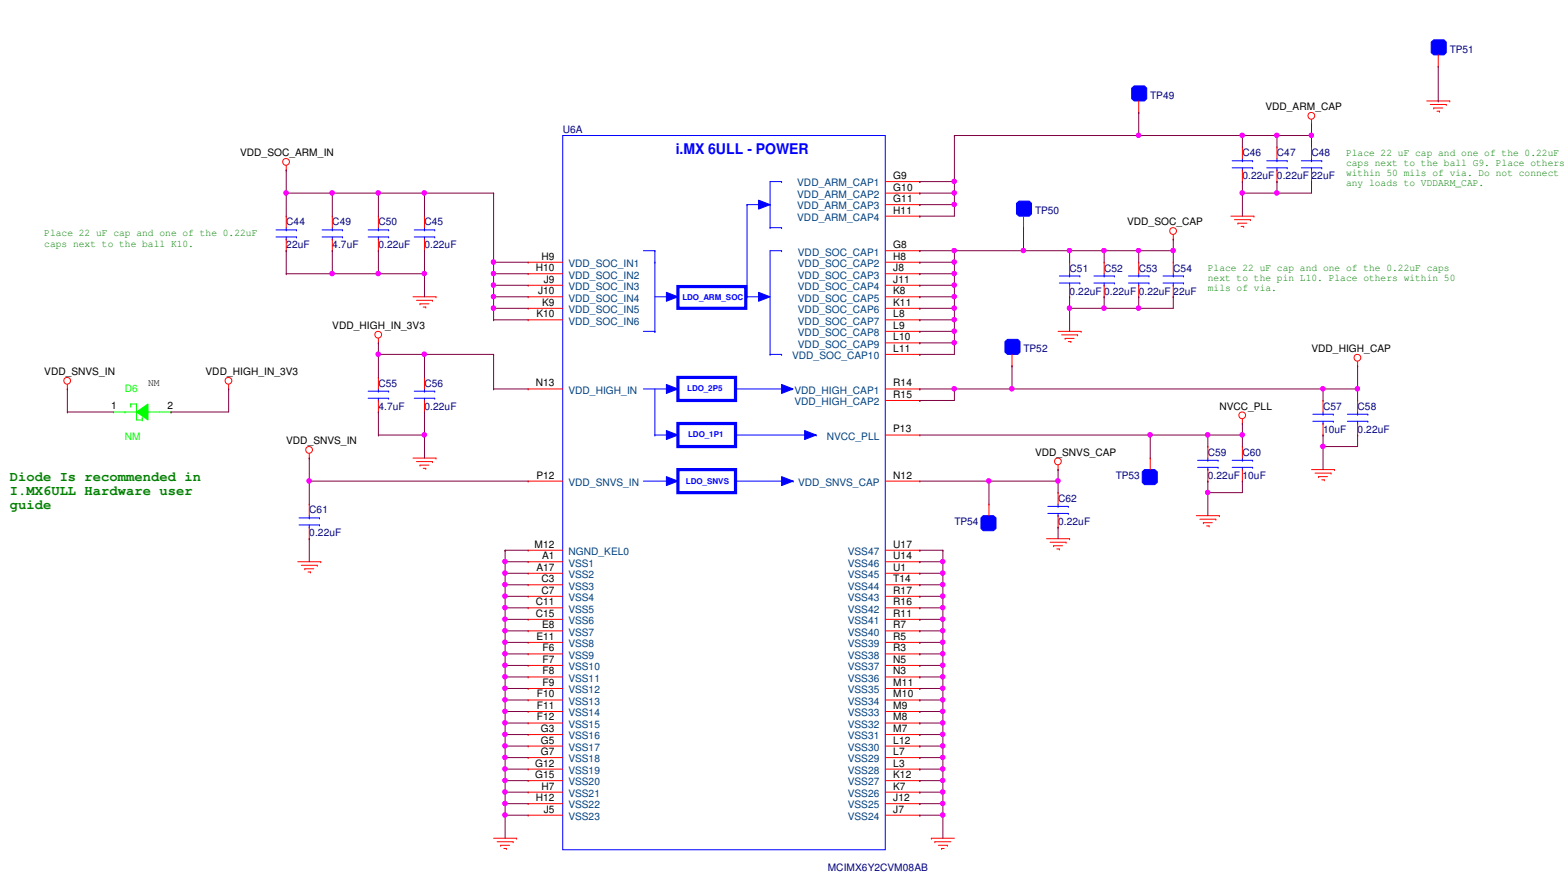 TP51
TP49
VDD_ARM_CAP
C46
C47
C48
0.22uF
0.22uF
22uF
Place 22 uF cap and one of the 0.22uF
caps next to the ball G9. Place others
within 50 mils of via. Do not connect
any loads to VDDARM_CAP.
U6A
i.MX 6ULL - POWER
VDD_SOC_ARM_IN
C44
C49
C50
C45
22uF
4.7uF
0.22uF
0.22uF
Place 22 uF cap and one of the 0.22uF
caps next to the ball K10.
VDD_ARM_CAP1
G9
VDD_ARM_CAP2
G10
VDD_ARM_CAP3
G11
VDD_ARM_CAP4
H11
TP50
VDD_SOC_CAP
C51
C52
C53
C54
0.22uF
0.22uF
0.22uF
22uF
Place 22 uF cap and one of the 0.22uF caps
next to the pin L10. Place others within 50
mils of via.
H9
VDD_SOC_IN1
H10
VDD_SOC_IN2
J9
VDD_SOC_IN3
J10
VDD_SOC_IN4
K9
VDD_SOC_IN5
K10
VDD_SOC_IN6
LDO_ARM_SOC
VDD_SOC_CAP1
G8
VDD_SOC_CAP2
H8
VDD_SOC_CAP3
J8
VDD_SOC_CAP4
J11
VDD_SOC_CAP5
K8
VDD_SOC_CAP6
K11
VDD_SOC_CAP7
L8
VDD_SOC_CAP8
L9
VDD_SOC_CAP9
L10
VDD_SOC_CAP10
L11
VDD_HIGH_IN_3V3
C55
C56
4.7uF
0.22uF
N13
VDD_HIGH_IN
LDO_2P5
VDD_HIGH_CAP1
R14
VDD_HIGH_CAP2
R15
TP52
VDD_HIGH_CAP
C57
C58
10uF
0.22uF
VDD_SNVS_IN
D6
NM
VDD_HIGH_IN_3V3
1
2
NM
Diode Is recommended in
I.MX6ULL Hardware user
guide
LDO_1P1
NVCC_PLL
P13
NVCC_PLL
TP53
C59
C60
0.22uF
10uF
VDD_SNVS_IN
C61
0.22uF
P12
VDD_SNVS_IN
LDO_SNVS
VDD_SNVS_CAP
N12
VDD_SNVS_CAP
TP54
C62
0.22uF
M12
NGND_KEL0
A1
VSS1
A17
VSS2
C3
VSS3
C7
VSS4
C11
VSS5
C15
VSS6
E8
VSS7
E11
VSS8
F6
VSS9
F7
VSS10
F8
VSS11
F9
VSS12
F10
VSS13
F11
VSS14
F12
VSS15
G3
VSS16
G5
VSS17
G7
VSS18
G12
VSS19
G15
VSS20
H7
VSS21
H12
VSS22
J5
VSS23
VSS47
U17
VSS46
U14
VSS45
U1
VSS44
T14
VSS43
R17
VSS42
R16
VSS41
R11
VSS40
R7
VSS39
R5
VSS38
R3
VSS37
N5
VSS36
N3
VSS35
M11
VSS34
M10
VSS33
M9
VSS32
M8
VSS31
M7
VSS30
L12
VSS29
L7
VSS28
L3
VSS27
K12
VSS26
K7
VSS25
J12
VSS24
J7
MCIMX6Y2CVM08AB